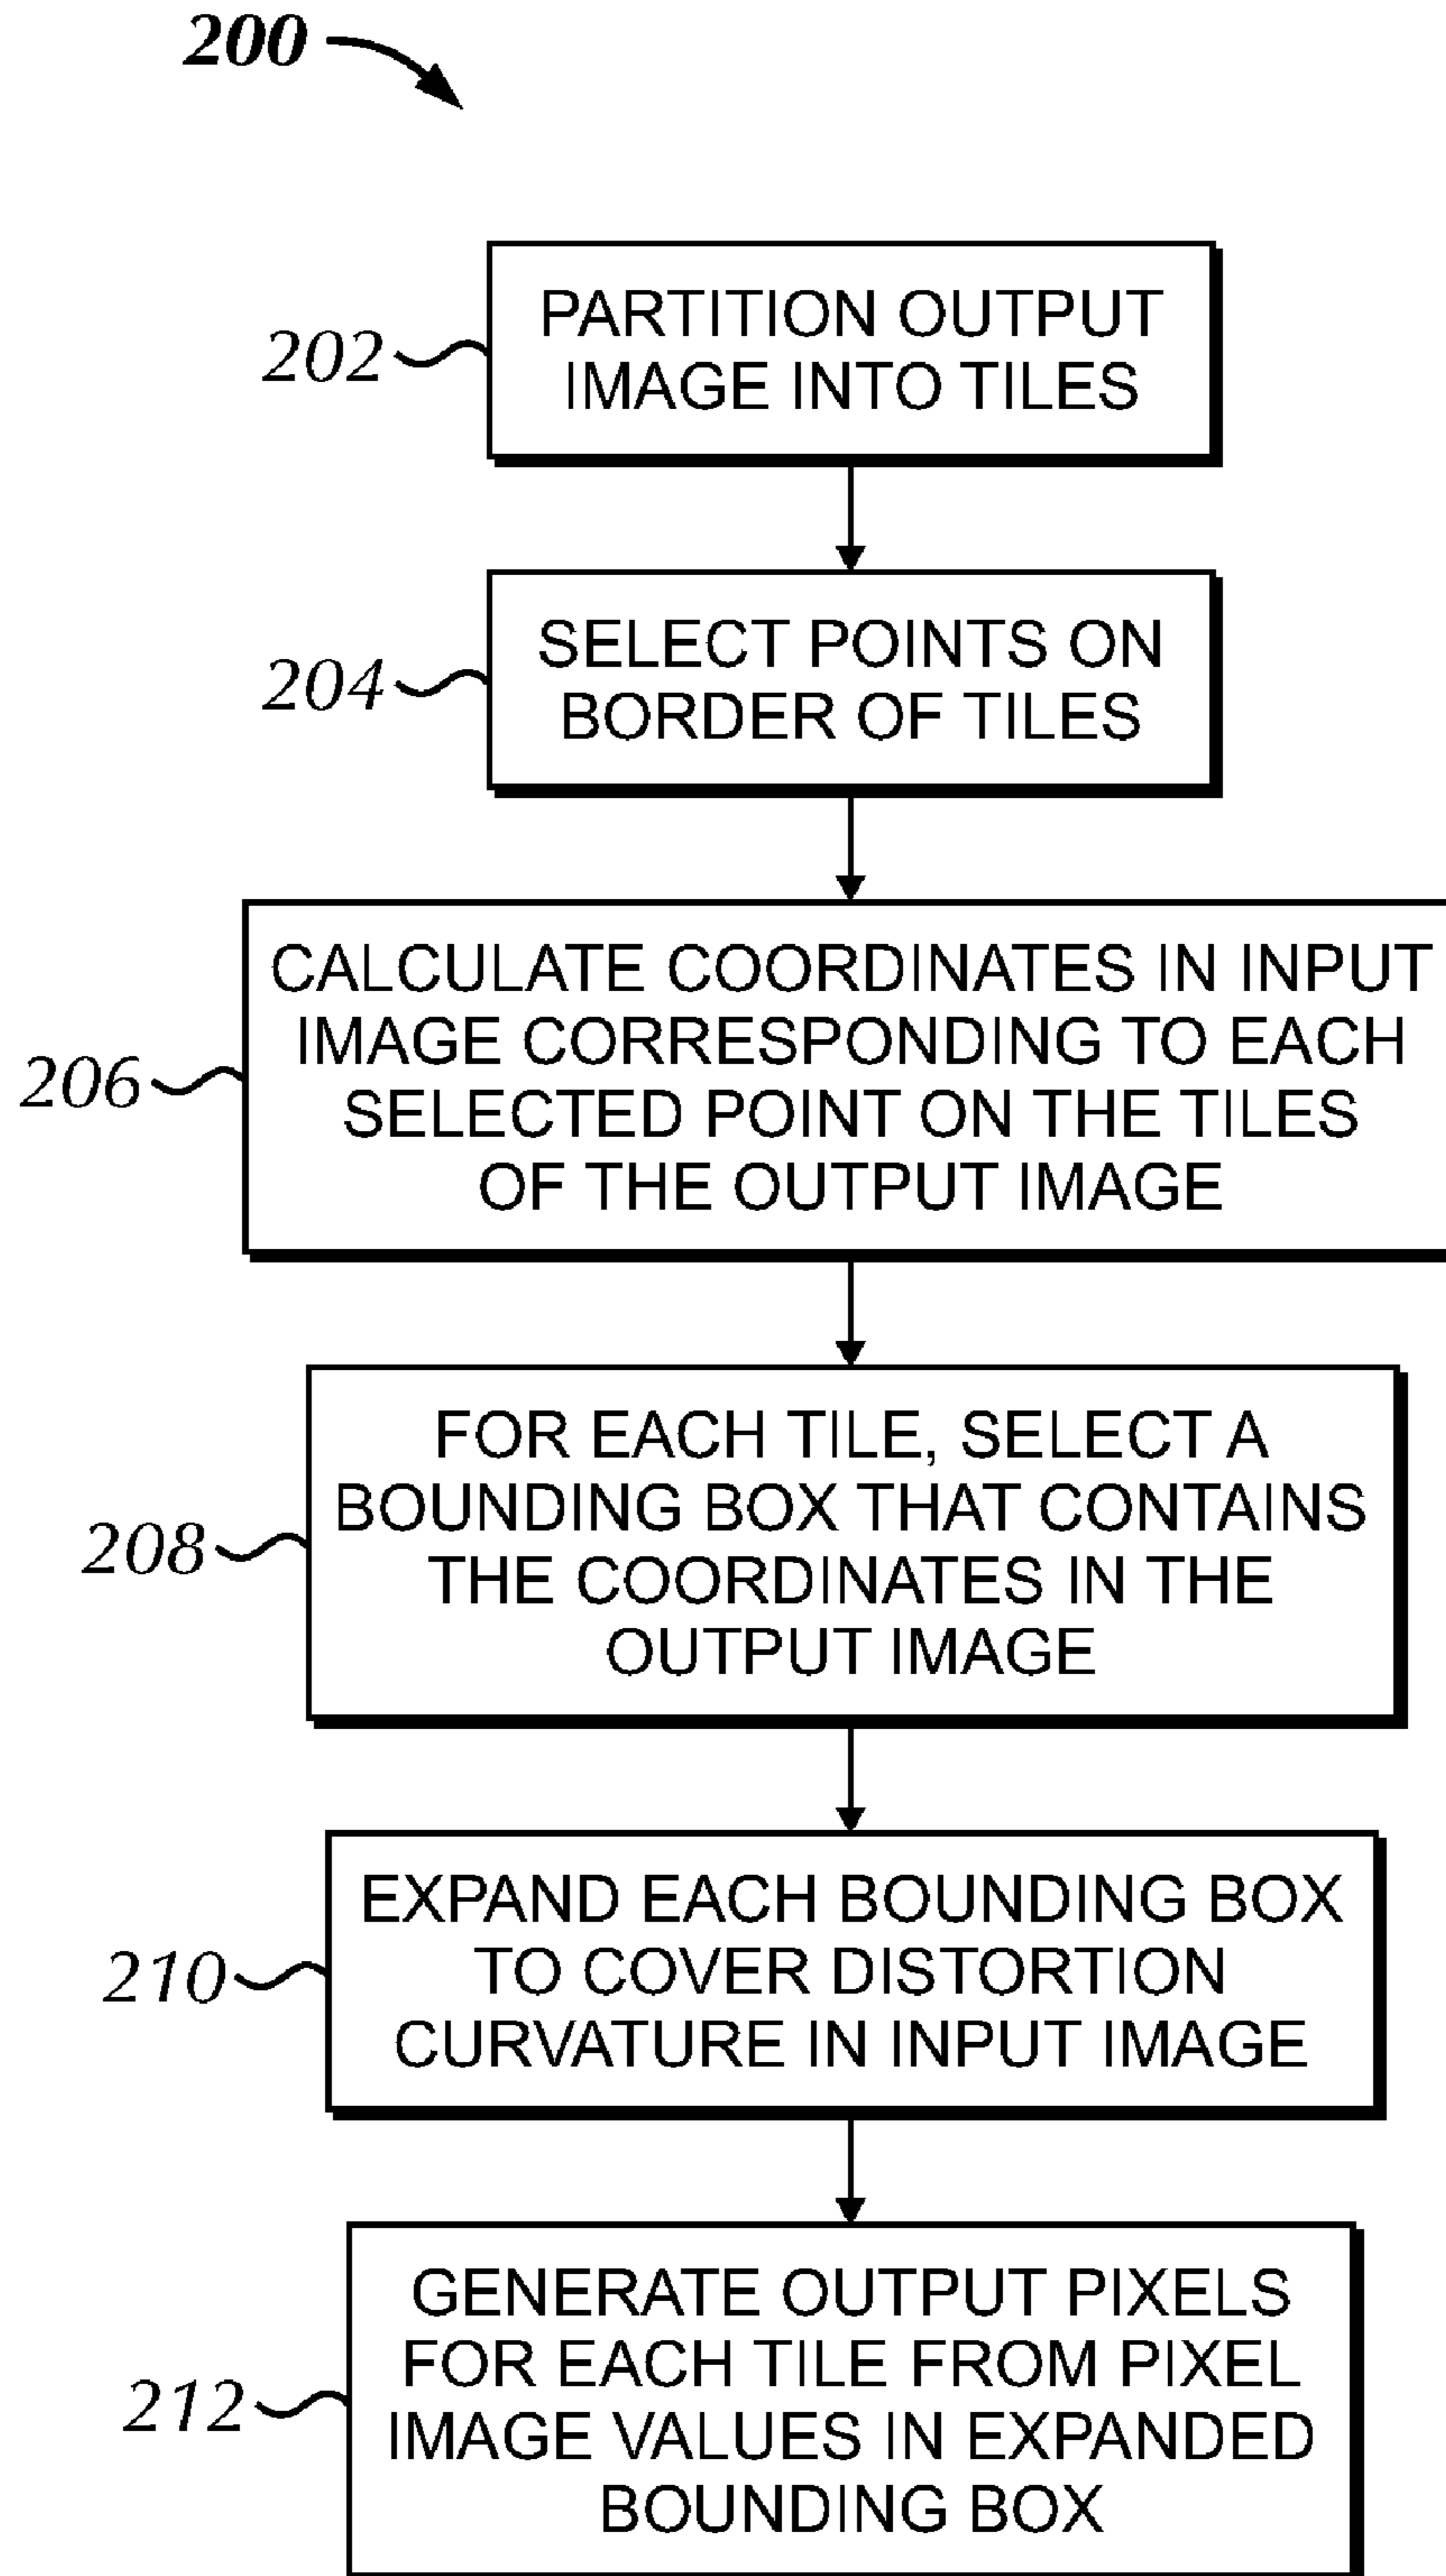 200
202
PARTITION OUTPUT
IMAGE INTO TILES
204
SELECT POINTS ON
BORDER OF TILES
206
CALCULATE COORDINATES IN INPUT
IMAGE CORRESPONDING TO EACH
SELECTED POINT ON THE TILES
OF THE OUTPUT IMAGE
208
FOR EACH TILE, SELECT A
BOUNDING BOX THAT CONTAINS
THE COORDINATES IN THE
OUTPUT IMAGE
210
EXPAND EACH BOUNDING BOX
TO COVER DISTORTION
CURVATURE IN INPUT IMAGE
212
GENERATE OUTPUT PIXELS
FOR EACH TILE FROM PIXEL
IMAGE VALUES IN EXPANDED
BOUNDING BOX